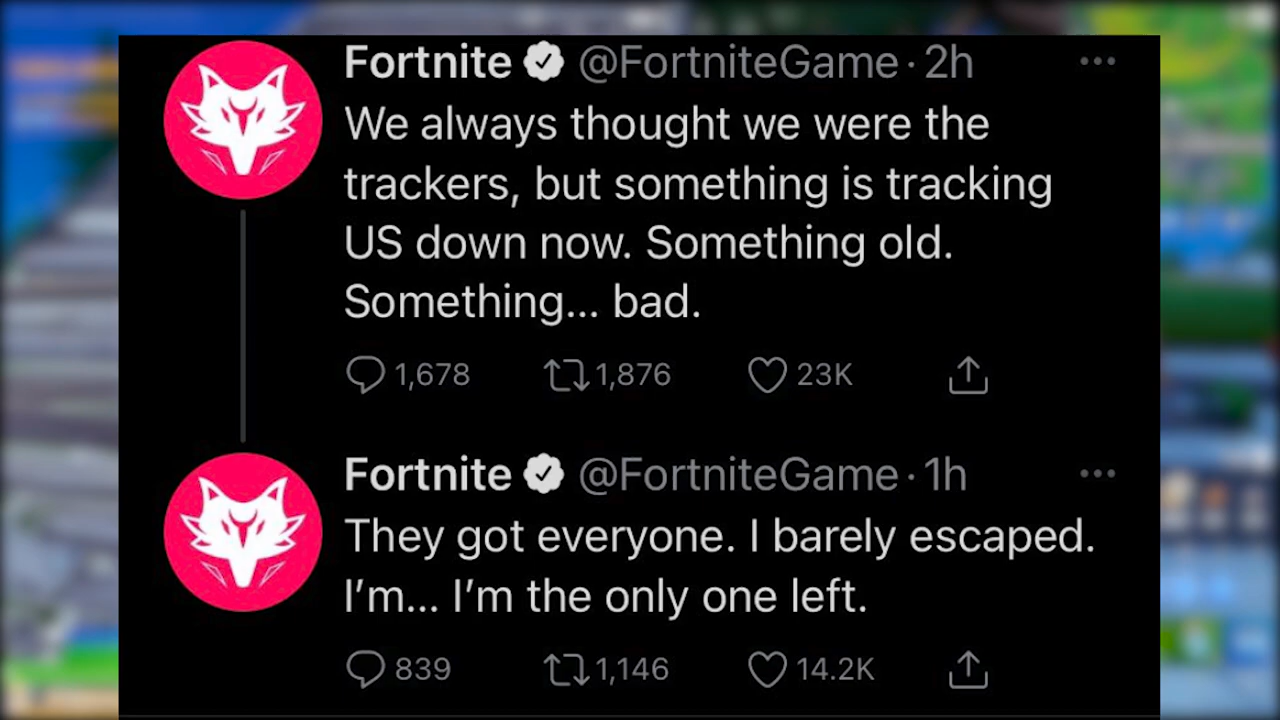 Fortnite @FortniteGame · 2h
We always thought we were the
trackers, but something is tracking
US down now. Something old.
Something... bad.
1,678 1,876 23K
Fortnite @FortniteGame · 1h
They got everyone. I barely escaped.
I’m... I’m the only one left.
839 1,146 14.2K